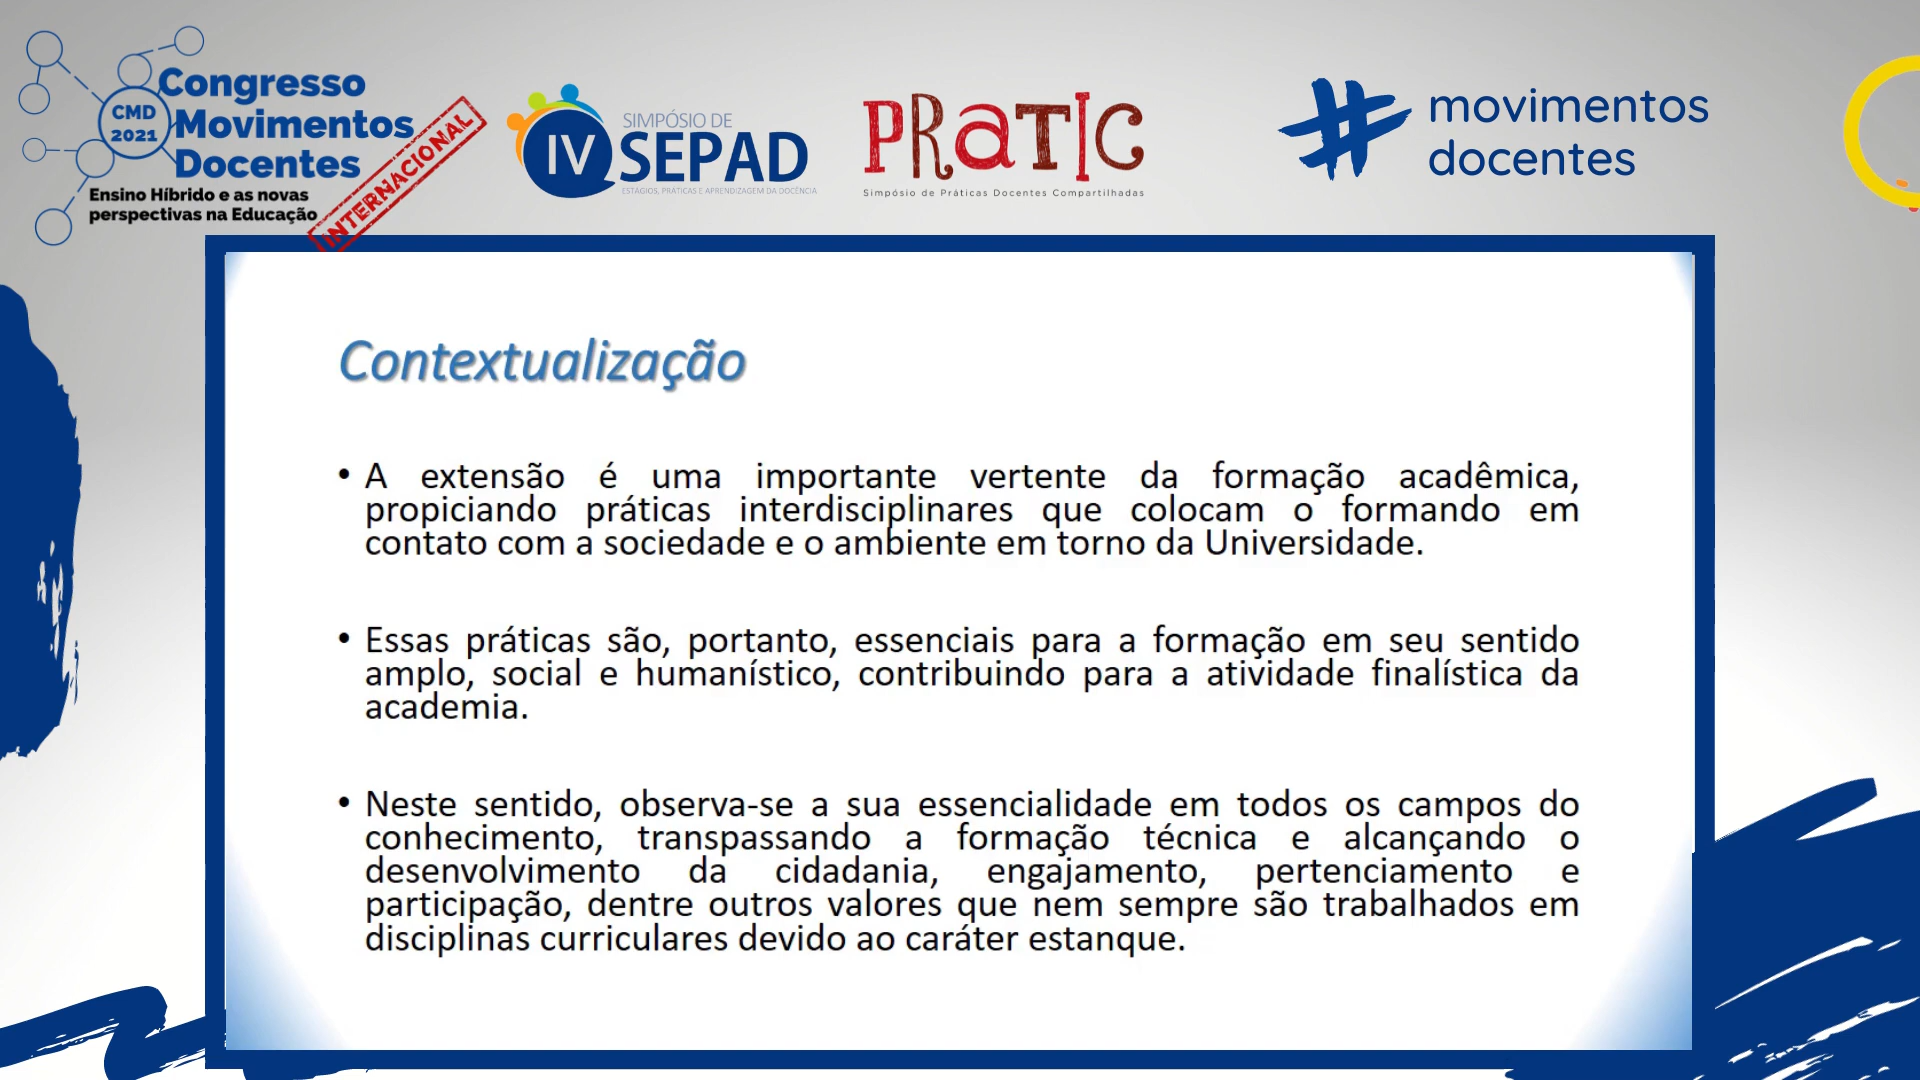 Congresso
CMD
2021
Movimentos
Docentes
INTERNACIONAL
Ensino Híbrido e as novas
perspectivas na Educação
SIMPÓSIO DE
IV SEPAD
ESTÁGIOS, PRÁTICAS E APRENDIZAGEM DA DOCÊNCIA
PRATIC
Simpósio de Práticas Docentes Compartilhadas
# movimentos
docentes
Contextualização
• A extensão é uma importante vertente da formação acadêmica,
propiciando práticas interdisciplinares que colocam o formando em
contato com a sociedade e o ambiente em torno da Universidade.
• Essas práticas são, portanto, essenciais para a formação em seu sentido
amplo, social e humanístico, contribuindo para a atividade finalística da
academia.
• Neste sentido, observa-se a sua essencialidade em todos os campos do
conhecimento, transpassando a formação técnica e alcançando o
desenvolvimento da cidadania, engajamento, pertenciamento e
participação, dentre outros valores que nem sempre são trabalhados em
disciplinas curriculares devido ao caráter estanque.